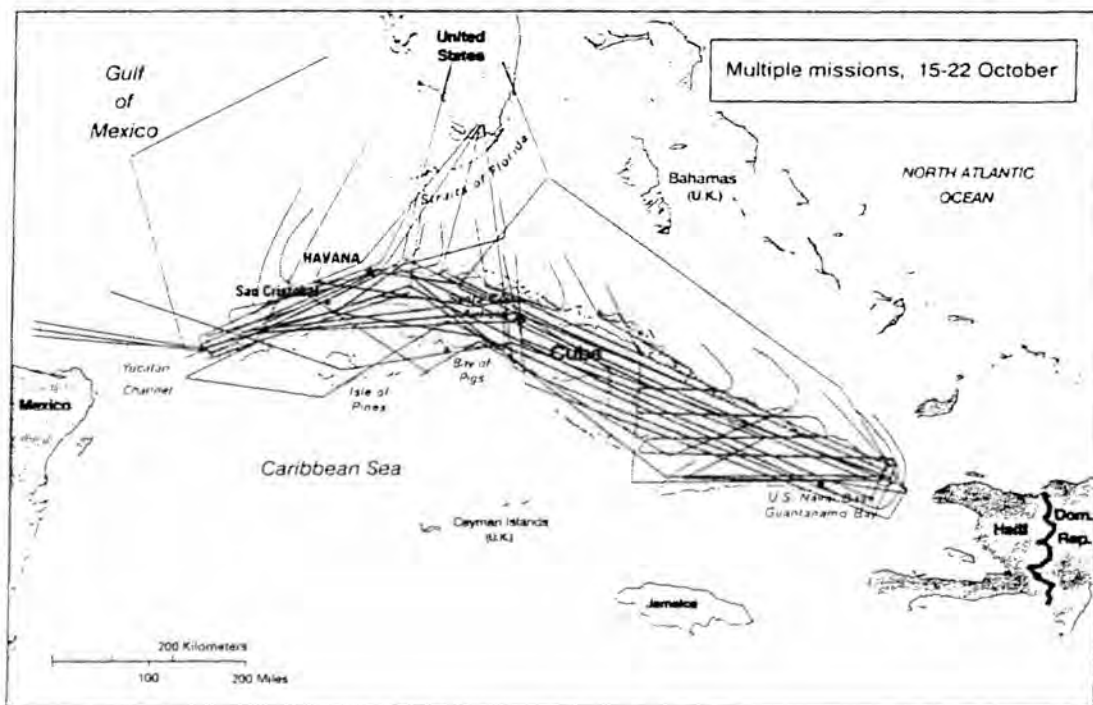 United
States
Gulf
of
Mexico
Multiple missions, 15-22 October
Straits of Florida
Bahamas
(U.K.)
NORTH ATLANTIC
OCEAN
HAVANA
San Cristobal
Santa
Cuba
Yucatan
Channel
Bay of
Pigs
Isle of
Pines
Mexico
Caribbean Sea
U.S. Naval Base
Guantanamo Bay
Cayman Islands
(U.K.)
Haiti
Dom.
Rep.
Jamaica
200 Kilometers
100
200 Miles